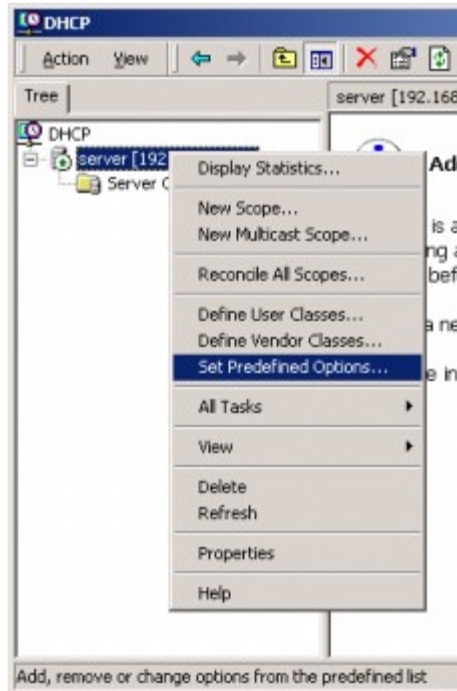 DHCP
Action View
Tree
server [192.168
DHCP
server [192
Server
Ad
is a
ng a
bef
a ne
e in
Display Statistics...
New Scope...
New Multicast Scope...
Reconcile All Scopes...
Define User Classes...
Define Vendor Classes...
Set Predefined Options...
All Tasks
View
Delete
Refresh
Properties
Help
Add, remove or change options from the predefined list